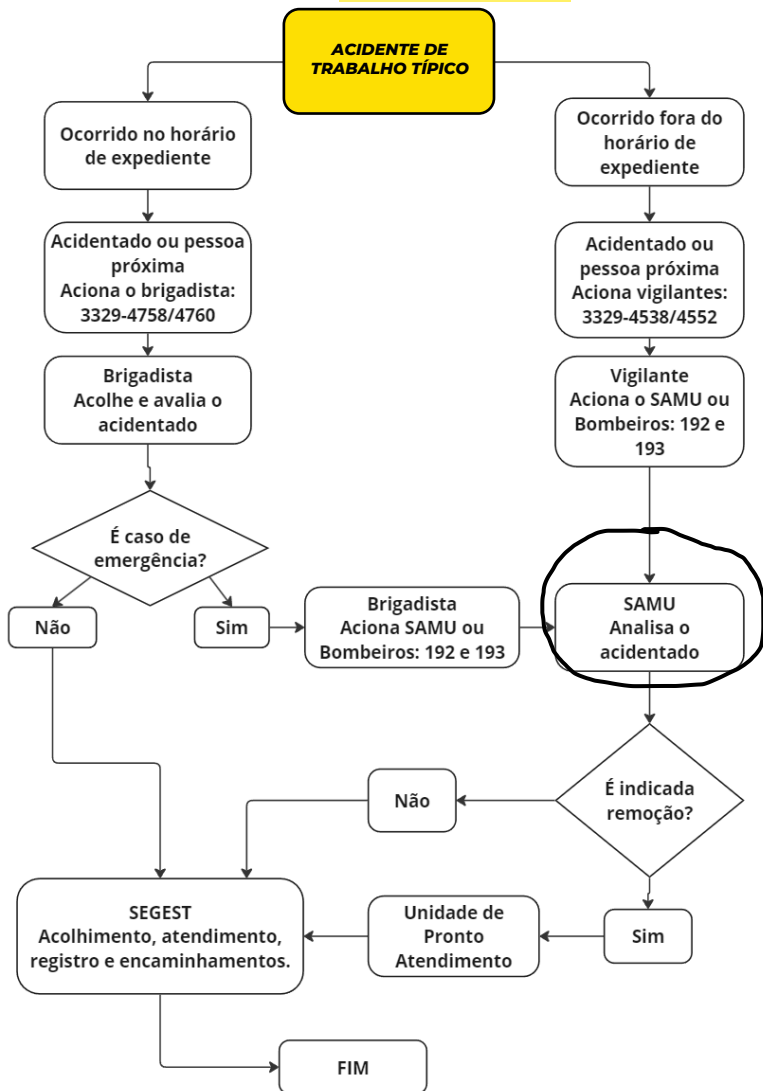 ACIDENTE DE
TRABALHO TÍPICO
Ocorrido no horário
de expediente
Ocorrido fora do
horário de
expediente
Acidentado ou pessoa
próxima
Aciona o brigadista:
3329-4758/4760
Acidentado ou
pessoa próxima
Aciona vigilantes:
3329-4538/4552
Brigadista
Acolhe e avalia o
acidentado
Vigilante
Aciona o SAMU ou
Bombeiros: 192 e
193
É caso de
emergência?
Não
Sim
Brigadista
Aciona SAMU ou
Bombeiros: 192 e 193
SAMU
Analisa o
acidentado
É indicada
remoção?
Não
Sim
Unidade de
Pronto
Atendimento
SEGEST
Acolhimento, atendimento,
registro e encaminhamentos.
FIM